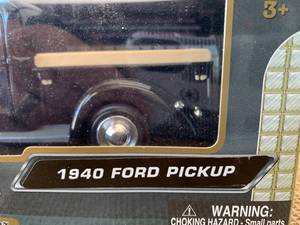 3+
1940 FORD PICKUP
WARNING:
CHOKING HAZARD - Small parts